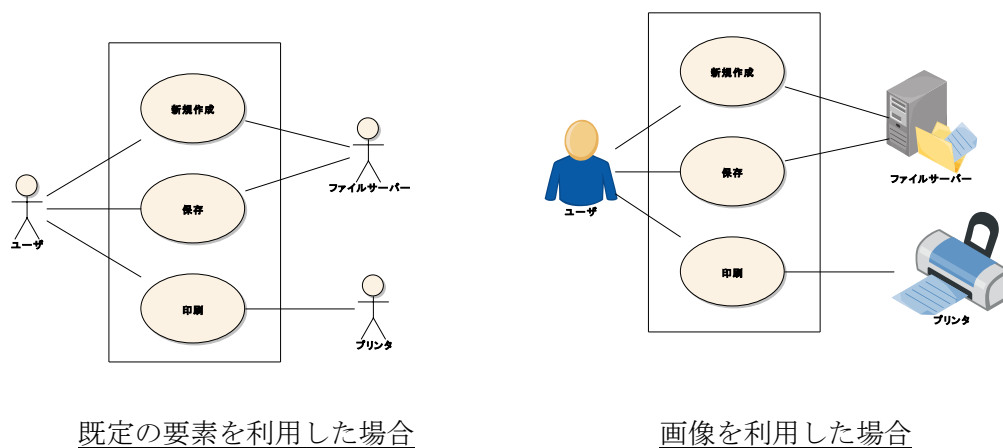 新規作成
ファイルサーバー
保存
ユーザ
印刷
プリンタ
既定の要素を利用した場合
新規作成
保存
ファイルサーバー
ユーザ
印刷
プリンタ
画像を利用した場合